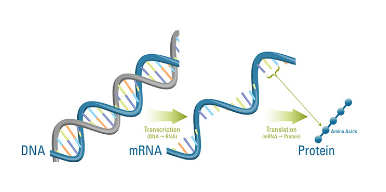 Transcription
(DNA → RNA)
Translation
(mRNA → Protein)
Amino Acids
DNA
mRNA
Protein